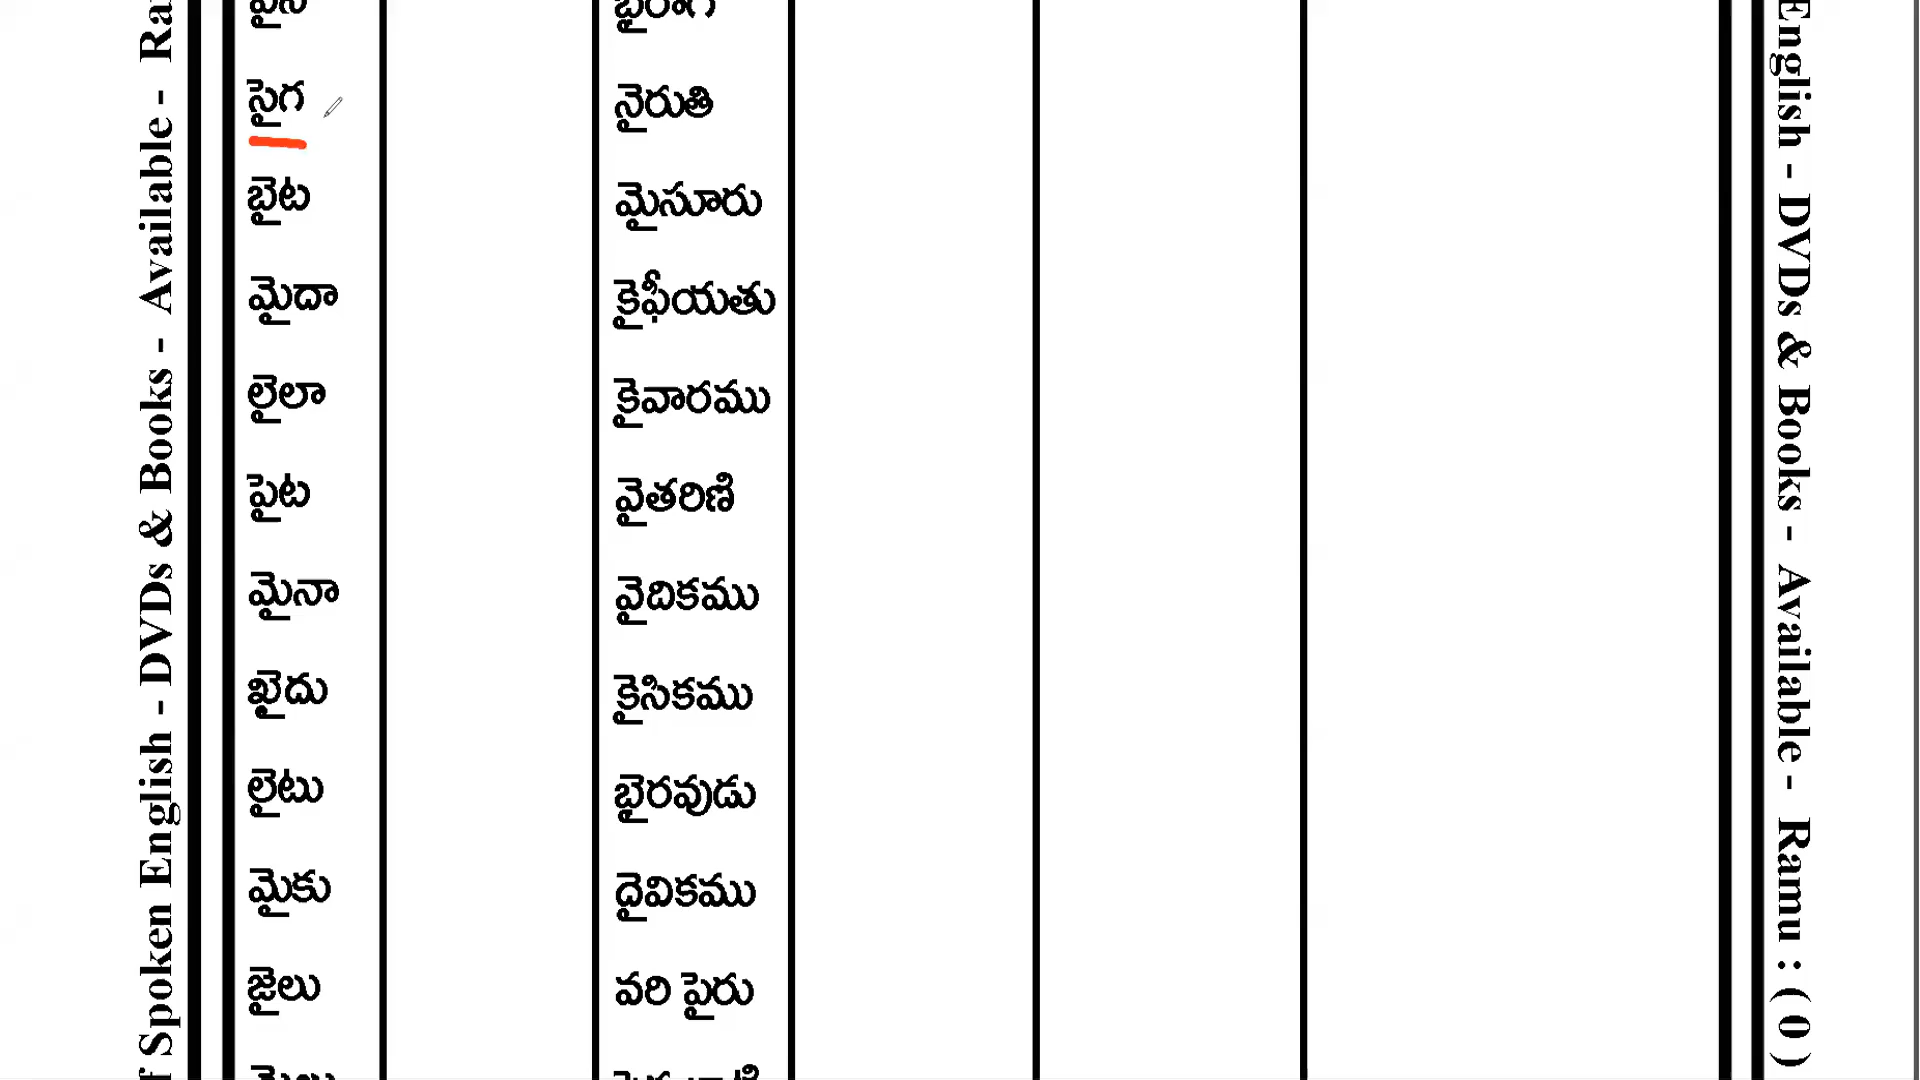 సైగ
బైట
మైదా
లైలా
పైట
మైనా
ఖైదు
లైటు
మైకు
జైలు
నైరుతి
మైసూరు
కైఫీయతు
కైవారము
వైతరిణి
వైదికము
కైసికము
భైరవుడు
దైవికము
వరి పైరు
Spoken English - DVDs & Books - Available -
English - DVDs & Books - Available - Ramu : ( 0 )